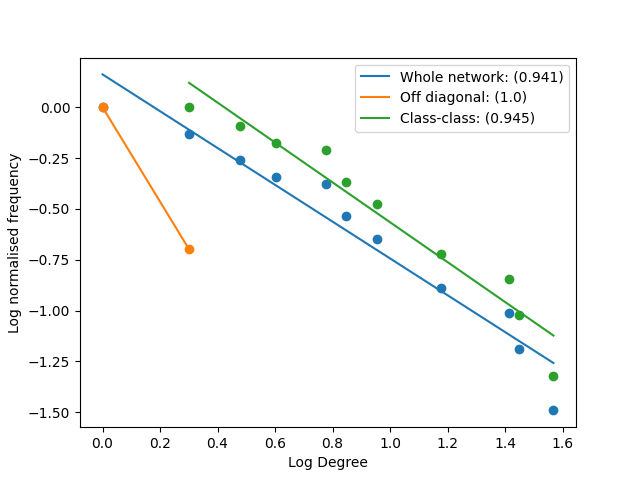 Whole network: (0.941)
Off diagonal: (1.0)
Class-class: (0.945)
0.00
−0.25
−0.50
−0.75
−1.00
−1.25
−1.50
Log normalised frequency
0.0 0.2 0.4 0.6 0.8 1.0 1.2 1.4 1.6
Log Degree